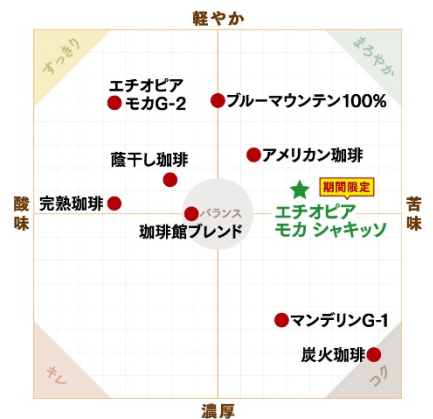 軽やか
すっきり
まろやか
エチオピア
モカG-2
ブルーマウンテン100%
アメリカン珈琲
蔭干し珈琲
期間限定
酸味
完熟珈琲
バランス
エチオピア
モカ シャキッソ
苦味
珈琲館ブレンド
マンデリンG-1
炭火珈琲
キレ
コク
濃厚